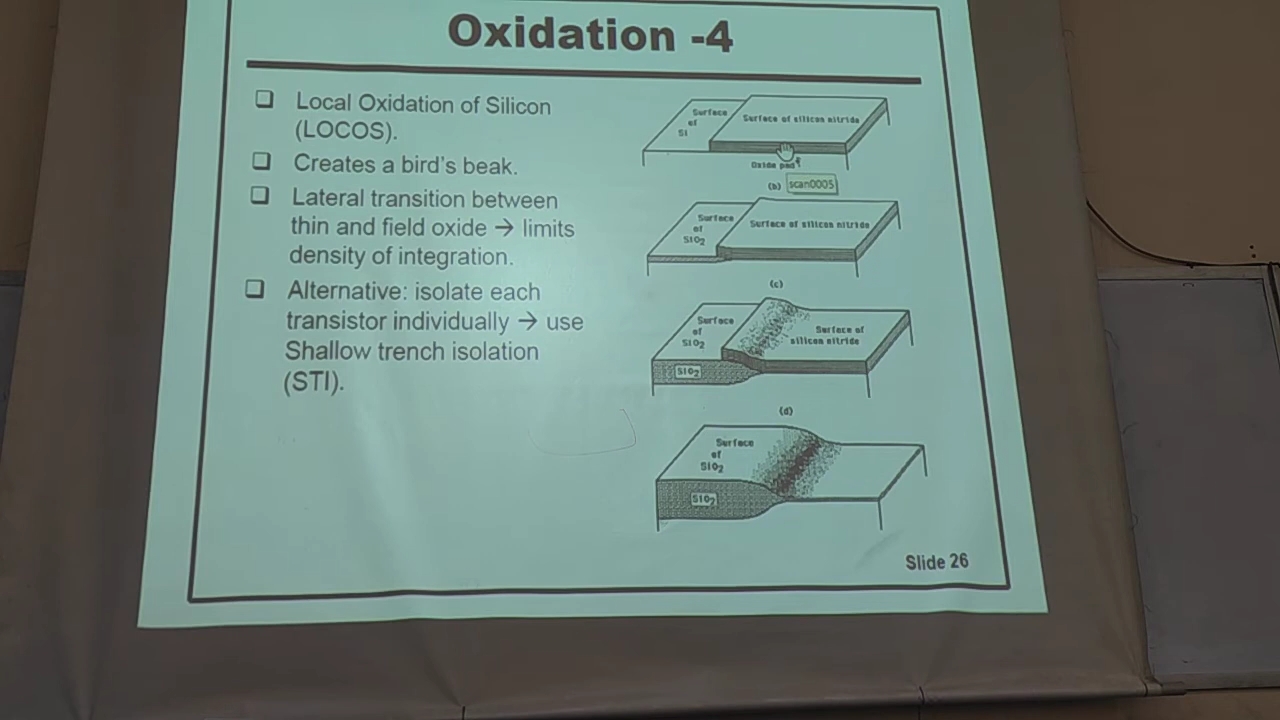 Oxidation -4
❑ Local Oxidation of Silicon
(LOCOS).
❑ Creates a bird's beak.
❑ Lateral transition between
thin and field oxide → limits
density of integration.
❑ Alternative: isolate each
transistor individually → use
Shallow trench isolation
(STI).
Surface
of
Si
Surface of silicon nitride
Oxide pad
(b)
scan0005
Surface
of
SiO2
Surface of silicon nitride
(c)
Surface
of
SiO2
Surface of
silicon nitride
SiO2
(d)
Surface
of
SiO2
SiO2
Slide 26